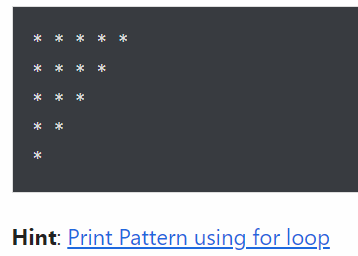 * * * * *
* * * *
* * *
* *
*
Hint: Print Pattern using for loop